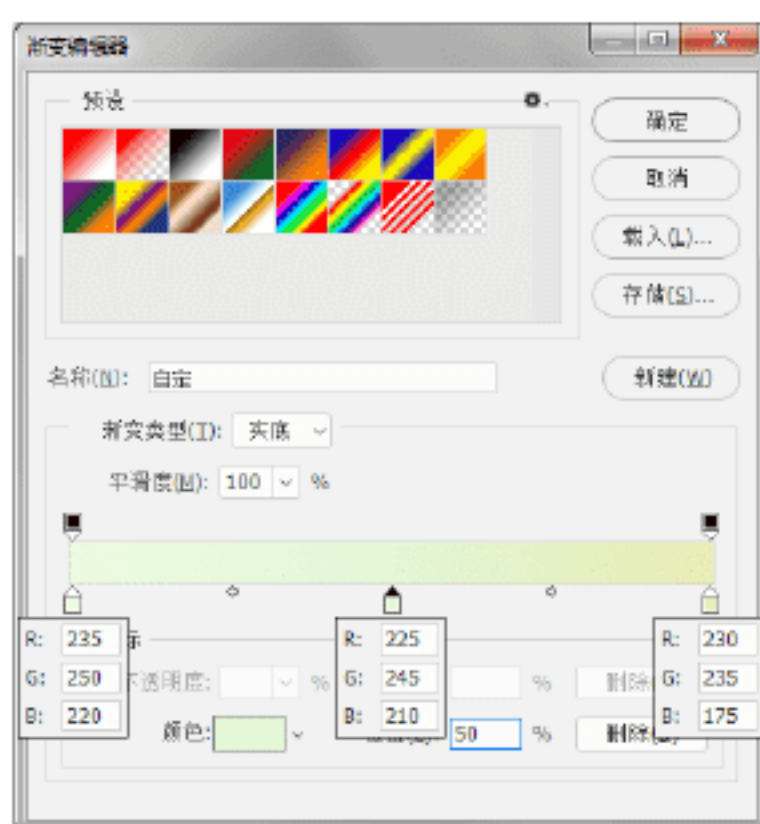 渐变编辑器
预设
确定
取消
载入(L)...
存储(S)...
名称(N): 自定
新建(W)
渐变类型(T): 实底
平滑度(M): 100 %
R: 235
G: 250
B: 220
R: 225
G: 245
B: 210
R: 230
G: 235
B: 175
不透明度: %
%
删除
颜色:
50 %
删除